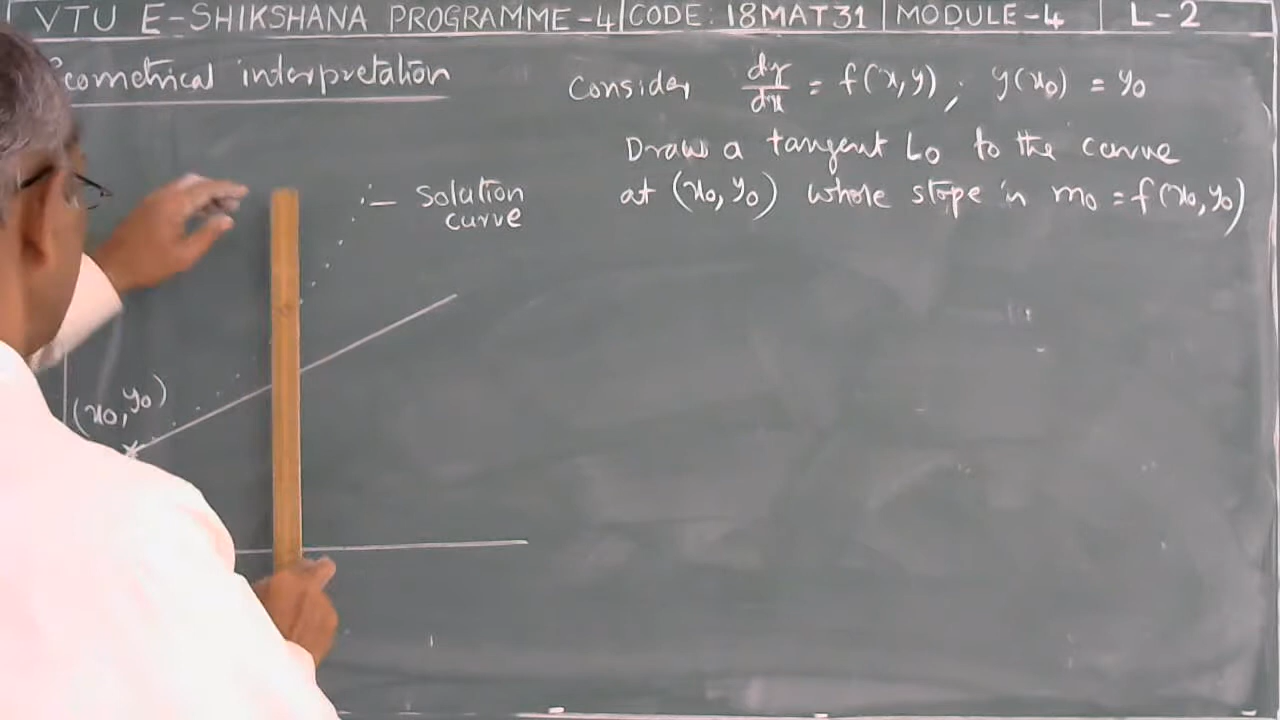 VTU E-SHIKSHANA PROGRAMME-4 | CODE: 18MAT31 | MODULE-4 | L-2
Geometrical interpretation
Consider dy/dx = f(x,y); y(x0) = y0
Draw a tangent L0 to the curve
at (x0, y0) whose slope is m0 = f(x0, y0)
solution
curve
(x0, y0)